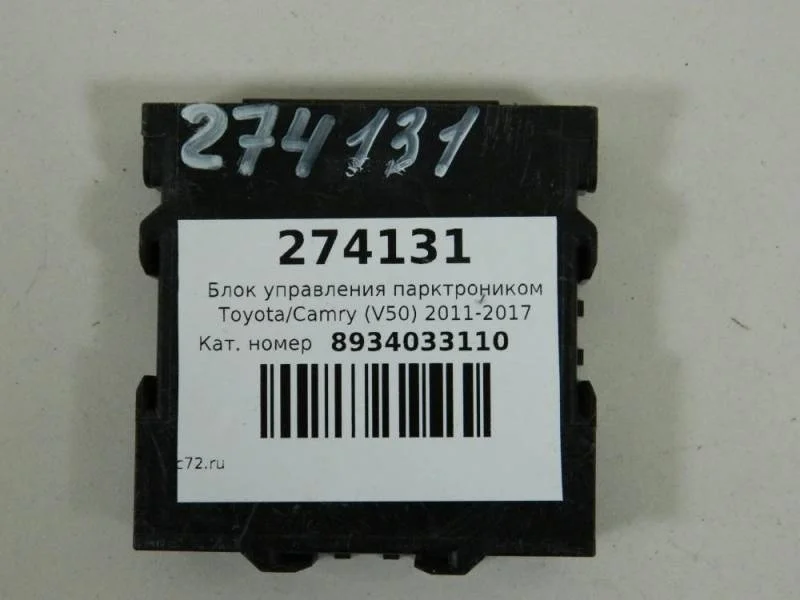 274131
274131
Блок управления парктроником
Toyota/Camry (V50) 2011-2017
Кат. номер 8934033110
c72.ru